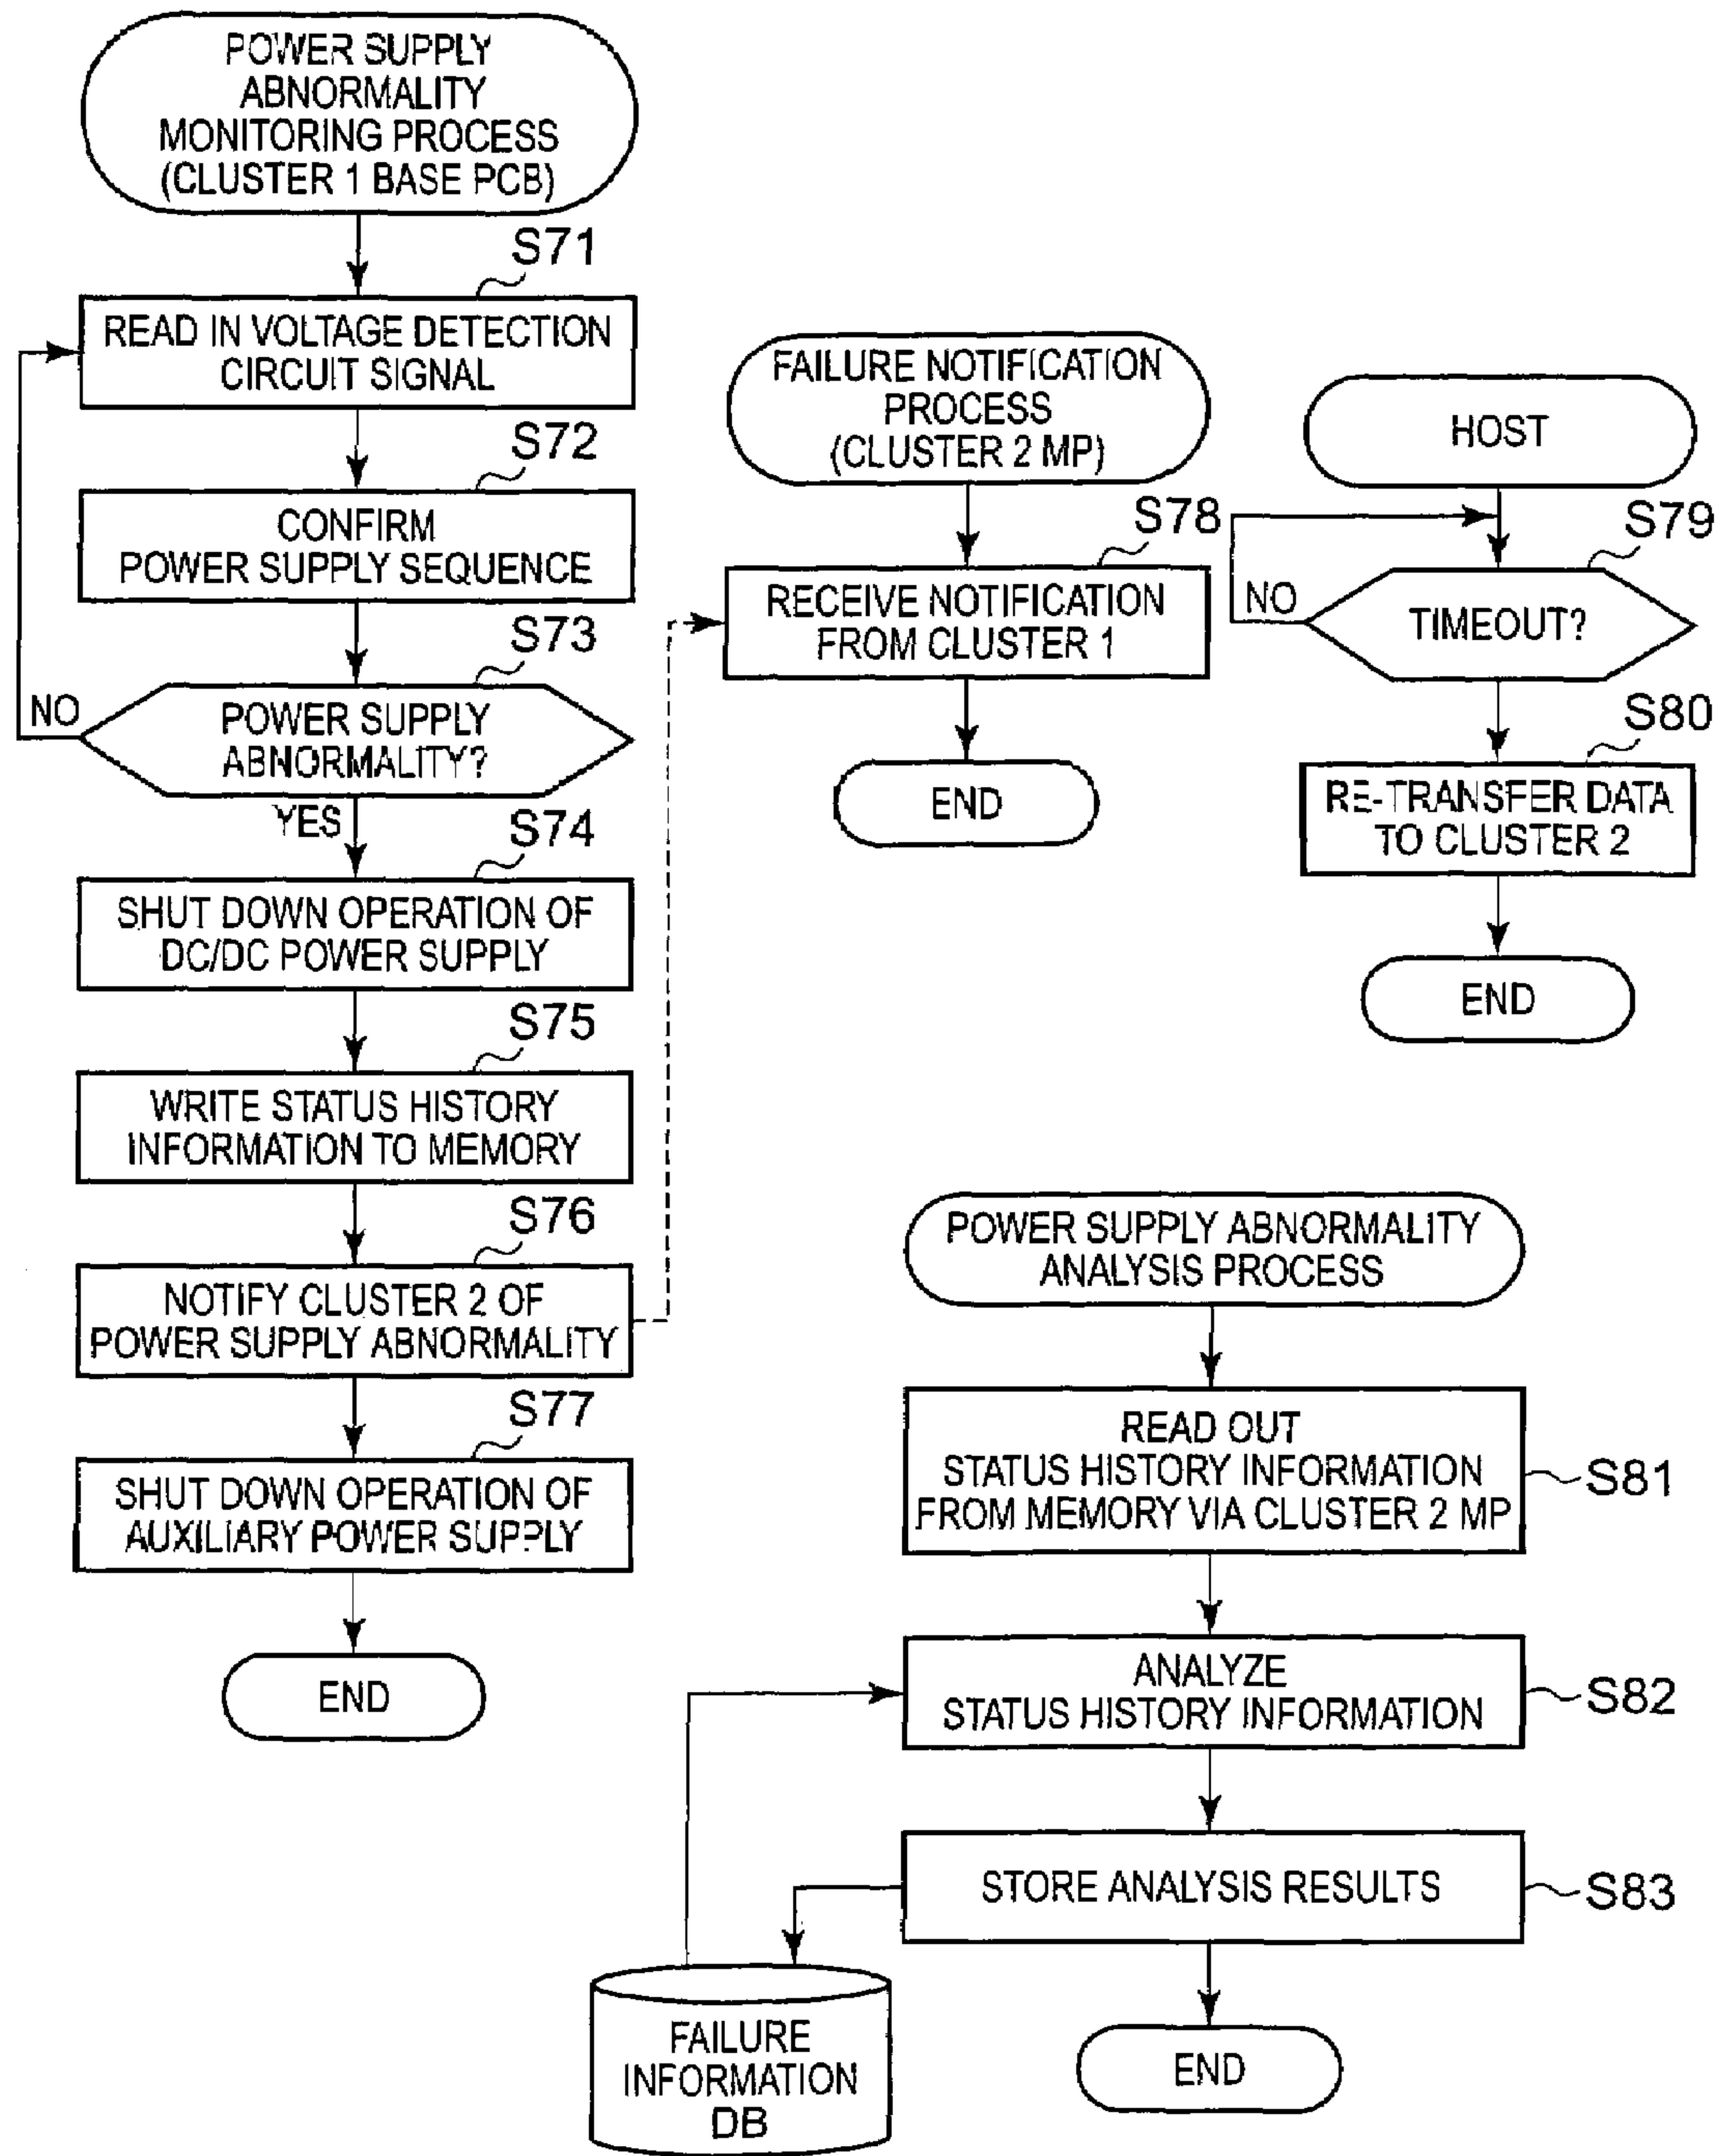 POWER SUPPLY
ABNORMALITY
MONITORING PROCESS
(CLUSTER 1 BASE PCB)
S71
READ IN VOLTAGE DETECTION
CIRCUIT SIGNAL
S72
CONFIRM
POWER SUPPLY SEQUENCE
S73
NO
POWER SUPPLY
ABNORMALITY?
YES
S74
SHUT DOWN OPERATION OF
DC/DC POWER SUPPLY
S75
WRITE STATUS HISTORY
INFORMATION TO MEMORY
S76
NOTIFY CLUSTER 2 OF
POWER SUPPLY ABNORMALITY
S77
SHUT DOWN OPERATION OF
AUXILIARY POWER SUPPLY
END
FAILURE NOTIFICATION
PROCESS
(CLUSTER 2 MP)
S78
RECEIVE NOTIFICATION
FROM CLUSTER 1
END
HOST
S79
NO
TIMEOUT?
S80
RE-TRANSFER DATA
TO CLUSTER 2
END
POWER SUPPLY ABNORMALITY
ANALYSIS PROCESS
READ OUT
STATUS HISTORY INFORMATION
FROM MEMORY VIA CLUSTER 2 MP
S81
ANALYZE
STATUS HISTORY INFORMATION
S82
STORE ANALYSIS RESULTS
S83
FAILURE
INFORMATION
DB
END